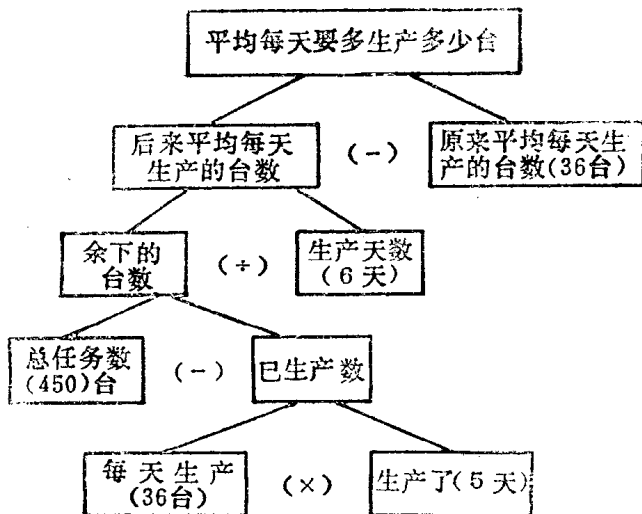 平均每天要多生产多少台
后来平均每天
生产的台数
(－)
原来平均每天生
产的台数(36台)
余下的
台数
(÷)
生产天数
(6天)
总任务数
(450)台
(－)
已生产数
每天生产
(36台)
(×)
生产了(5天)